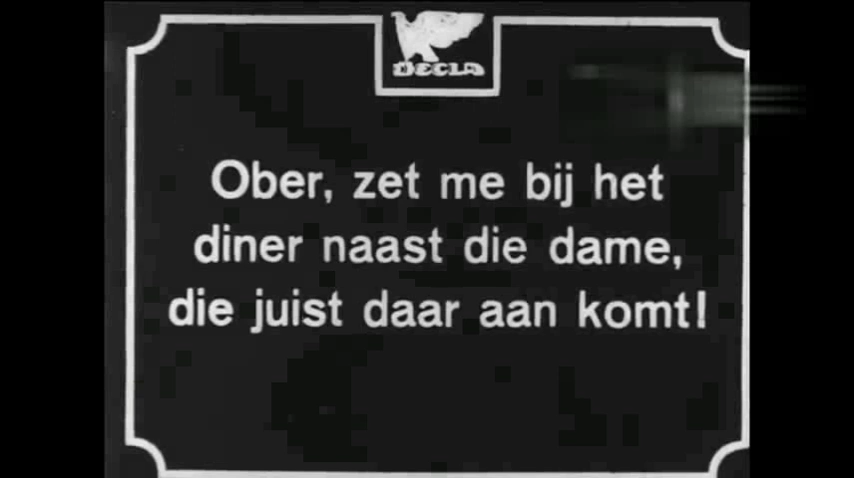 DECLA
Ober, zet me bij het
diner naast die dame,
die juist daar aan komt!